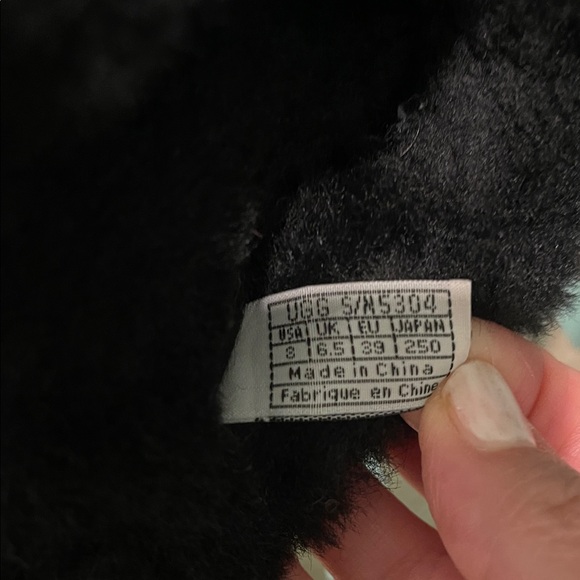 UGG S/N5304
USA UK EU JAPAN
8 6.5 39 250
Made in China
Fabrique en Chine